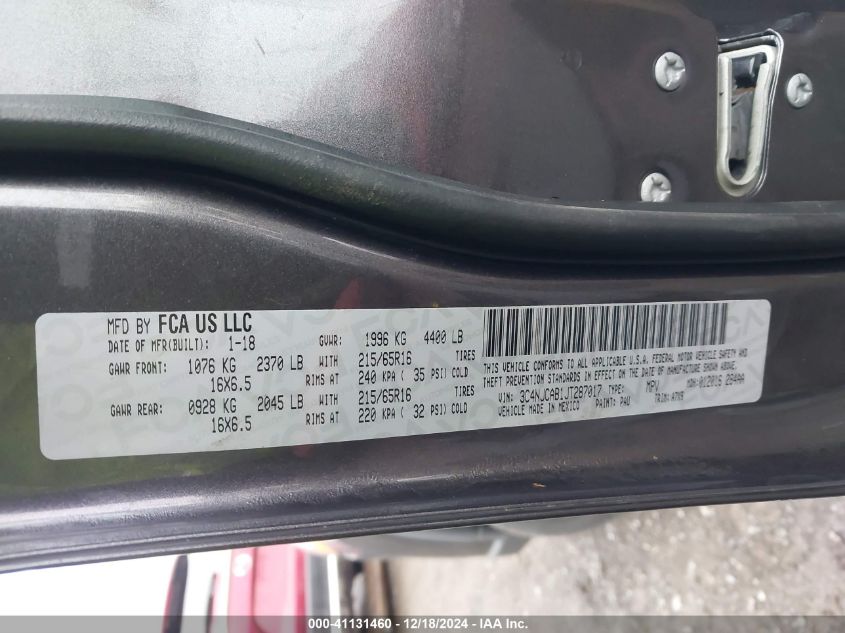 MFD BY FCA US LLC
DATE OF MFR(BUILT): 1-18 GVWR: 1996 KG 4400 LB
GAWR FRONT: 1076 KG 2370 LB WITH 215/65R16 TIRES
16X6.5 RIMS AT 240 KPA ( 35 PSI) COLD
GAWR REAR: 0928 KG 2045 LB WITH 215/65R16 TIRES
16X6.5 RIMS AT 220 KPA ( 32 PSI) COLD
THIS VEHICLE CONFORMS TO ALL APPLICABLE U.S.A. FEDERAL MOTOR VEHICLE SAFETY AND
THEFT PREVENTION STANDARDS IN EFFECT ON THE DATE OF MANUFACTURE SHOWN ABOVE.
VIN: 3C4NJCAB1JT287017 TYPE: MPV MDH: 012016 284AA
VEHICLE MADE IN MEXICO PAINT: PAU TRIM:
000-41131460 - 12/18/2024 - IAA Inc.